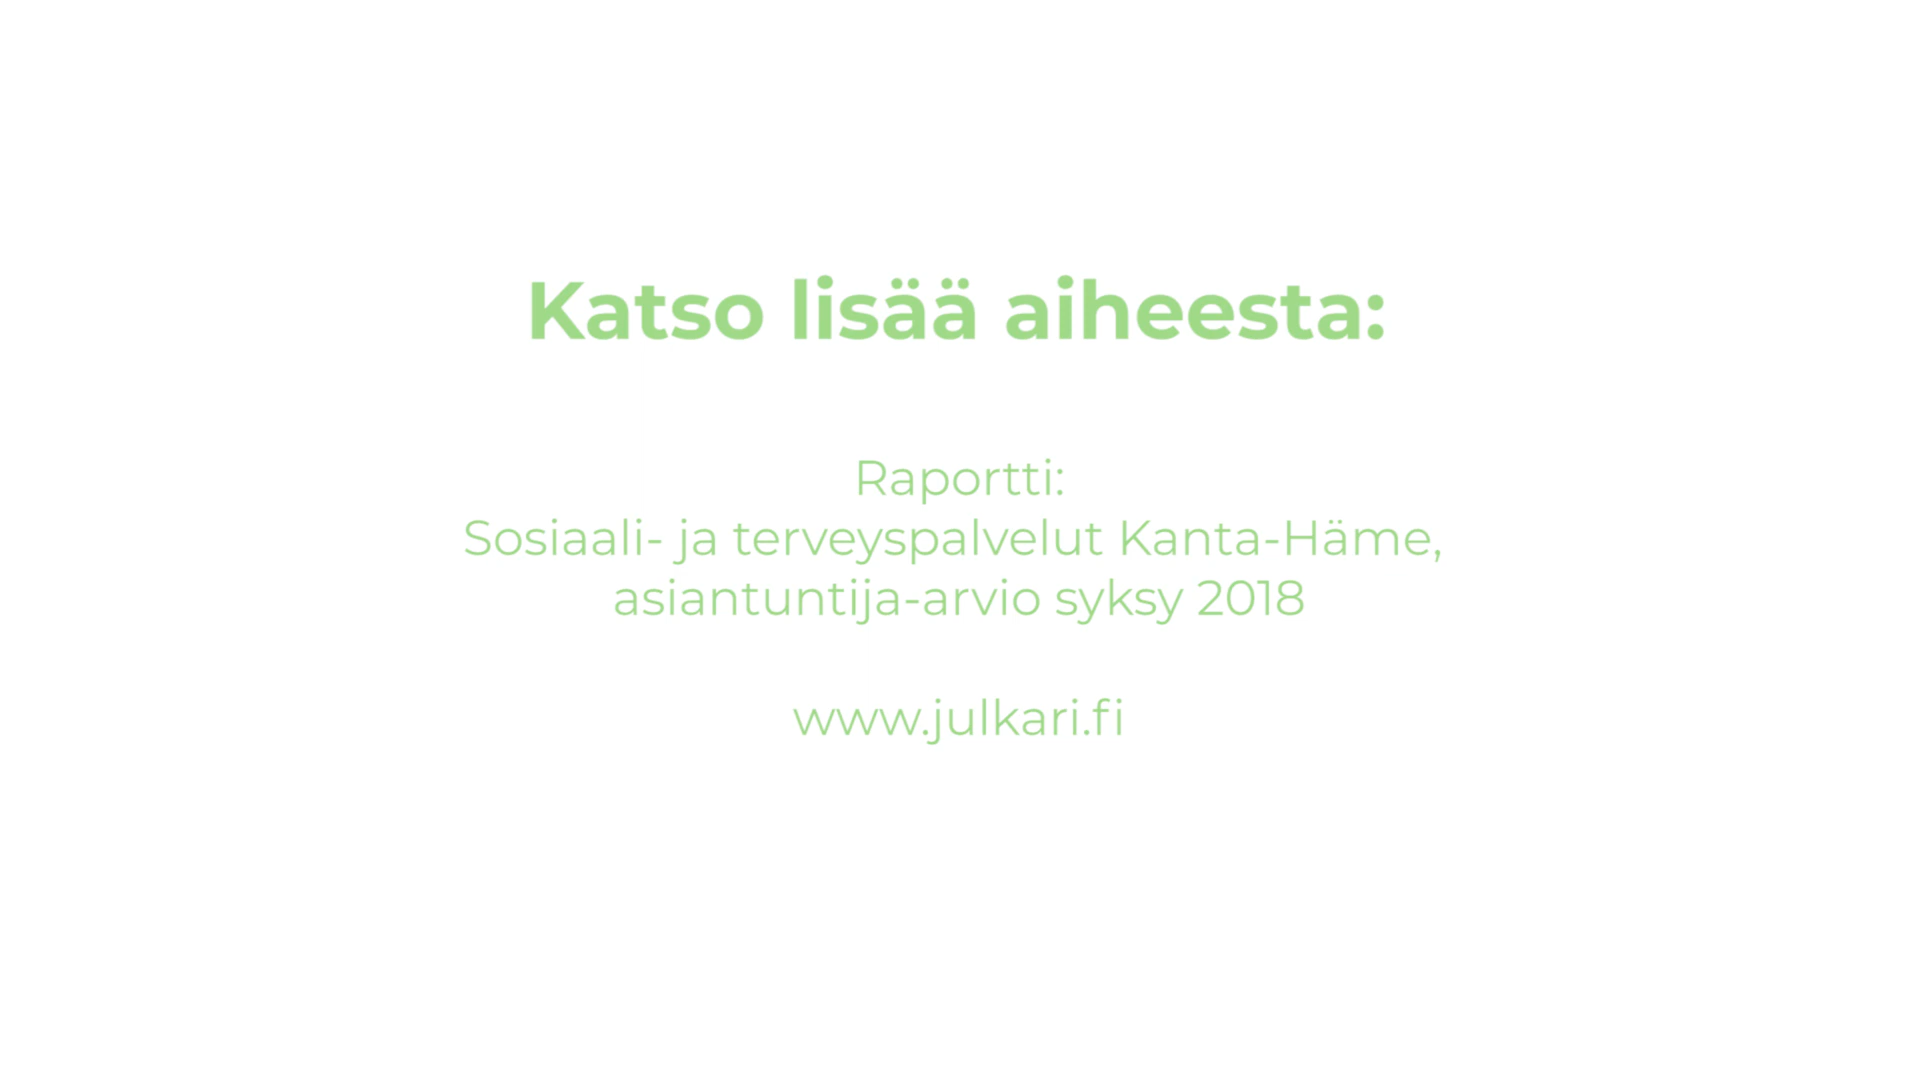 Katso lisää aiheesta:
Raportti:
Sosiaali- ja terveyspalvelut Kanta-Häme,
asiantuntija-arvio syksy 2018
www.julkari.fi